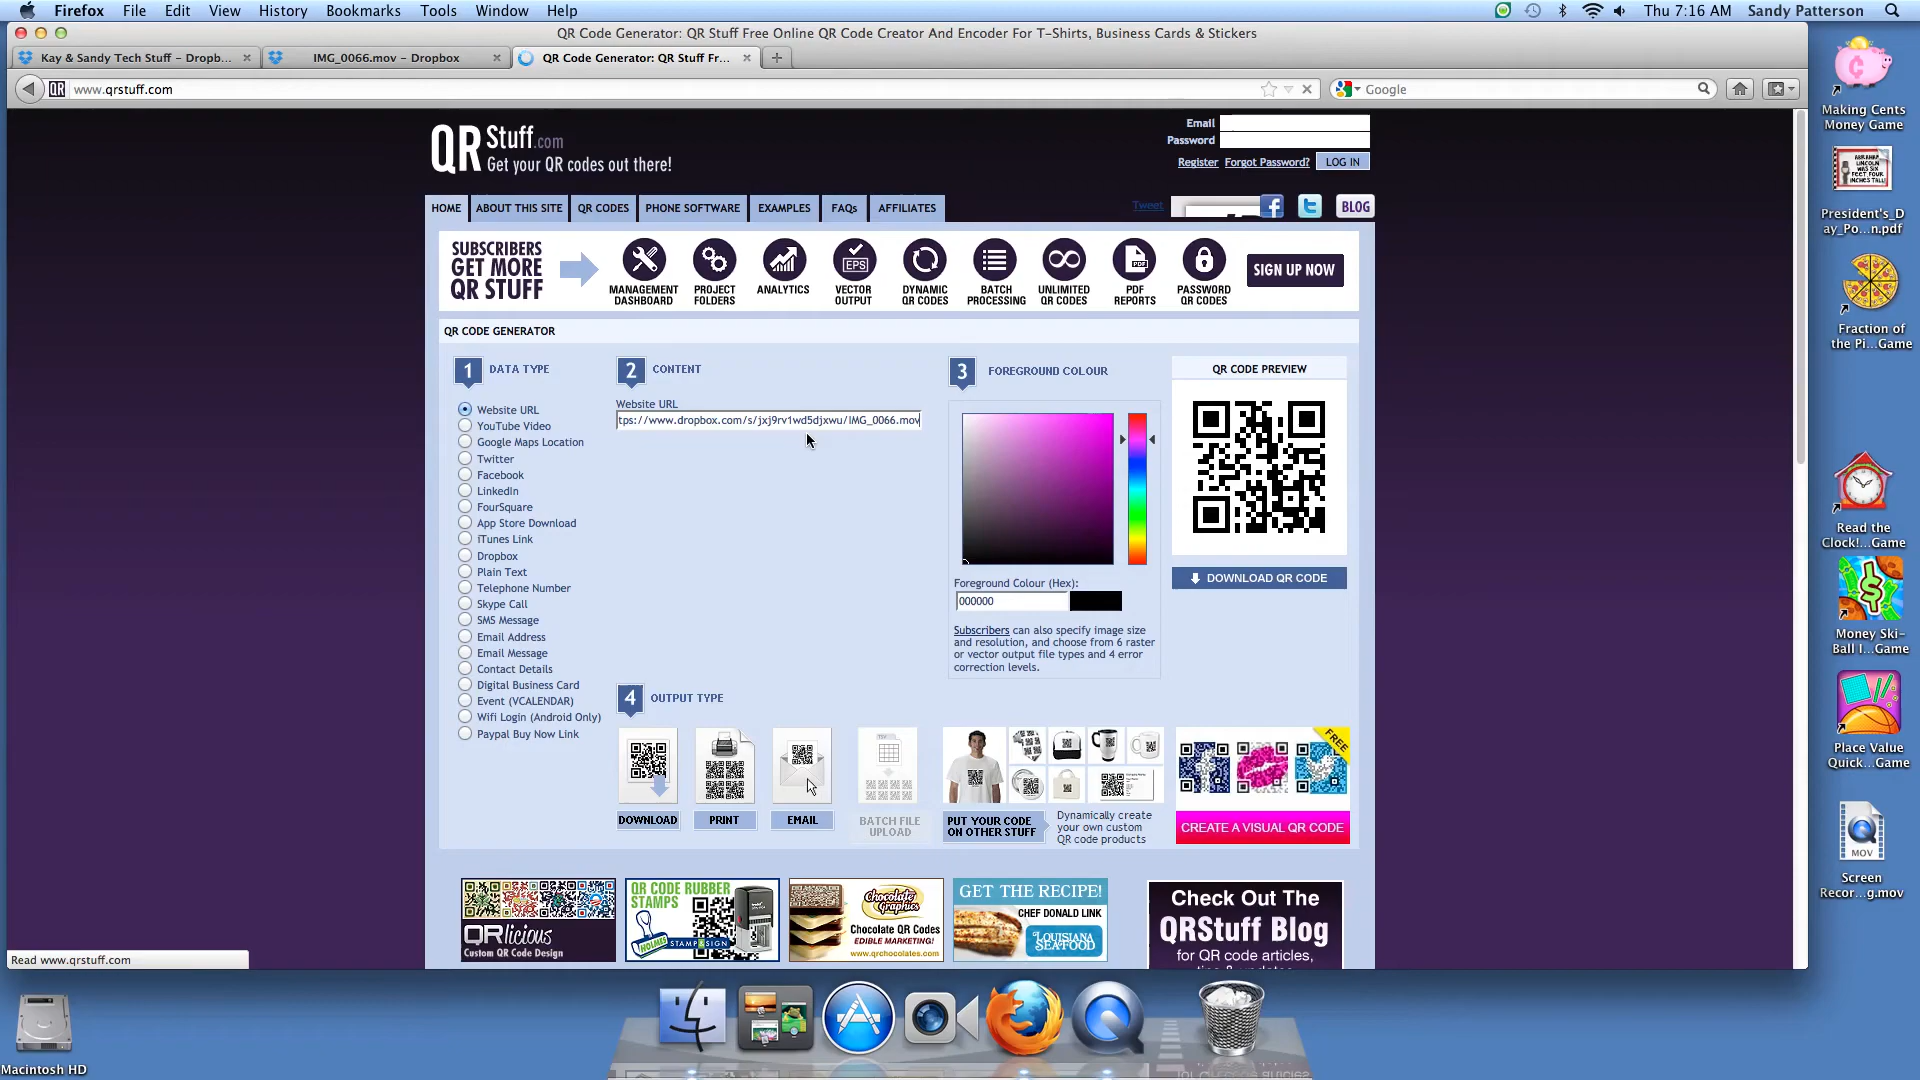 Firefox File Edit View History Bookmarks Tools Window Help Thu 7:16 AM Sandy Patterson
QR Code Generator: QR Stuff Free Online QR Code Creator And Encoder For T-Shirts, Business Cards & Stickers
Kay & Sandy Tech Stuff – Dropb... IMG_0066.mov – Dropbox QR Code Generator: QR Stuff Fr...
QR www.qrstuff.com Google
QR Stuff.com
Get your QR codes out there!
Email
Password
Register Forgot Password? LOG IN
HOME ABOUT THIS SITE QR CODES PHONE SOFTWARE EXAMPLES FAQs AFFILIATES
Tweet BLOG
SUBSCRIBERS
GET MORE
QR STUFF
EPS
PDF
MANAGEMENT
DASHBOARD
PROJECT
FOLDERS
ANALYTICS
VECTOR
OUTPUT
DYNAMIC
QR CODES
BATCH
PROCESSING
UNLIMITED
QR CODES
PDF
REPORTS
PASSWORD
QR CODES
SIGN UP NOW
QR CODE GENERATOR
1 DATA TYPE
Website URL
YouTube Video
Google Maps Location
Twitter
Facebook
LinkedIn
FourSquare
App Store Download
iTunes Link
Dropbox
Plain Text
Telephone Number
Skype Call
SMS Message
Email Address
Email Message
Contact Details
Digital Business Card
Event (VCALENDAR)
Wifi Login (Android Only)
Paypal Buy Now Link
2 CONTENT
Website URL
tps://www.dropbox.com/s/jxj9rv1wd5djxwu/IMG_0066.mov
3 FOREGROUND COLOUR
Foreground Colour (Hex):
000000
Subscribers can also specify image size
and resolution, and choose from 6 raster
or vector output file types and 4 error
correction levels.
QR CODE PREVIEW
DOWNLOAD QR CODE
4 OUTPUT TYPE
DOWNLOAD
PRINT
EMAIL
BATCH FILE
UPLOAD
PUT YOUR CODE
ON OTHER STUFF
Dynamically create
your own custom
QR code products
FREE
CREATE A VISUAL QR CODE
QRlicious
Custom QR Code Design
QR CODE RUBBER
STAMPS
HOLMES STAMP & SIGN
Chocolate
Graphics
Chocolate QR Codes
EDIBLE MARKETING!
www.qrchocolates.com
GET THE RECIPE!
CHEF DONALD LINK
LOUISIANA
SEAFOOD
Check Out The
QRStuff Blog
for QR code articles,
Read www.qrstuff.com
Making Cents
Money Game
ABRAHAM
LINCOLN
WAS SIX
FEET FOUR
INCHES TALL!
President's_D
ay_Po...n.pdf
Fraction of
the Pi...Game
Read the
Clock!...Game
Money Ski-
Ball I...Game
Place Value
Quick...Game
MOV
Screen
Recor...g.mov
Macintosh HD